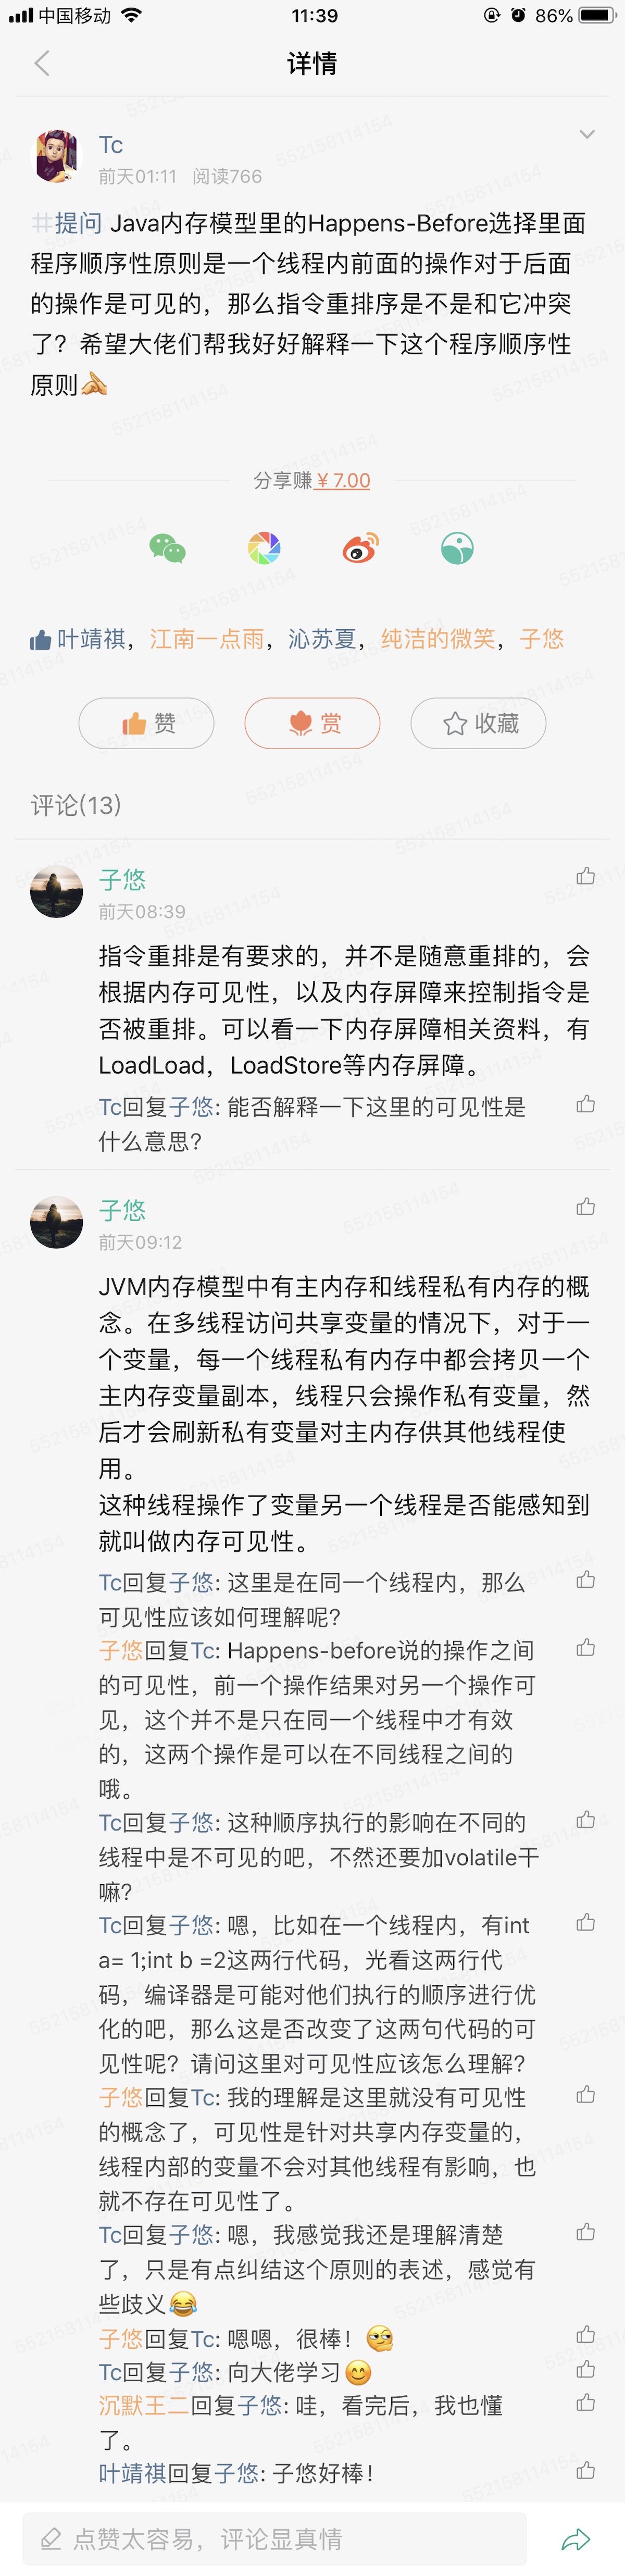 中国移动 11:39 86%
详情
Tc
前天01:11 阅读766
#提问 Java内存模型里的Happens-Before选择里面
程序顺序性原则是一个线程内前面的操作对于后面
的操作是可见的，那么指令重排序是不是和它冲突
了？希望大佬们帮我好好解释一下这个程序顺序性
原则🙏
分享赚￥7.00
叶靖祺，江南一点雨，沁苏夏，纯洁的微笑，子悠
赞 赏 收藏
评论(13)
子悠
前天08:39
指令重排是有要求的，并不是随意重排的，会
根据内存可见性，以及内存屏障来控制指令是
否被重排。可以看一下内存屏障相关资料，有
LoadLoad，LoadStore等内存屏障。
Tc回复子悠: 能否解释一下这里的可见性是
什么意思?
子悠
前天09:12
JVM内存模型中有主内存和线程私有内存的概
念。在多线程访问共享变量的情况下，对于一
个变量，每一个线程私有内存中都会拷贝一个
主内存变量副本，线程只会操作私有变量，然
后才会刷新私有变量对主内存供其他线程使
用。
这种线程操作了变量另一个线程是否能感知到
就叫做内存可见性。
Tc回复子悠: 这里是在同一个线程内，那么
可见性应该如何理解呢?
子悠回复Tc: Happens-before说的操作之间
的可见性，前一个操作结果对另一个操作可
见，这个并不是只在同一个线程中才有效
的，这两个操作是可以在不同线程之间的
哦。
Tc回复子悠: 这种顺序执行的影响在不同的
线程中是不可见的吧，不然还要加volatile干
嘛?
Tc回复子悠: 嗯，比如在一个线程内，有int
a= 1;int b =2这两行代码，光看这两行代
码，编译器是可能对他们执行的顺序进行优
化的吧，那么这是否改变了这两句代码的可
见性呢？请问这里对可见性应该怎么理解?
子悠回复Tc: 我的理解是这里就没有可见性
的概念了，可见性是针对共享内存变量的，
线程内部的变量不会对其他线程有影响，也
就不存在可见性了。
Tc回复子悠: 嗯，我感觉我还是理解清楚
了，只是有点纠结这个原则的表述，感觉有
些歧义😂
子悠回复Tc: 嗯嗯，很棒！🤔
Tc回复子悠: 向大佬学习😊
沉默王二回复子悠: 哇，看完后，我也懂
了。
叶靖祺回复子悠: 子悠好棒！
点赞太容易，评论显真情
552158114154